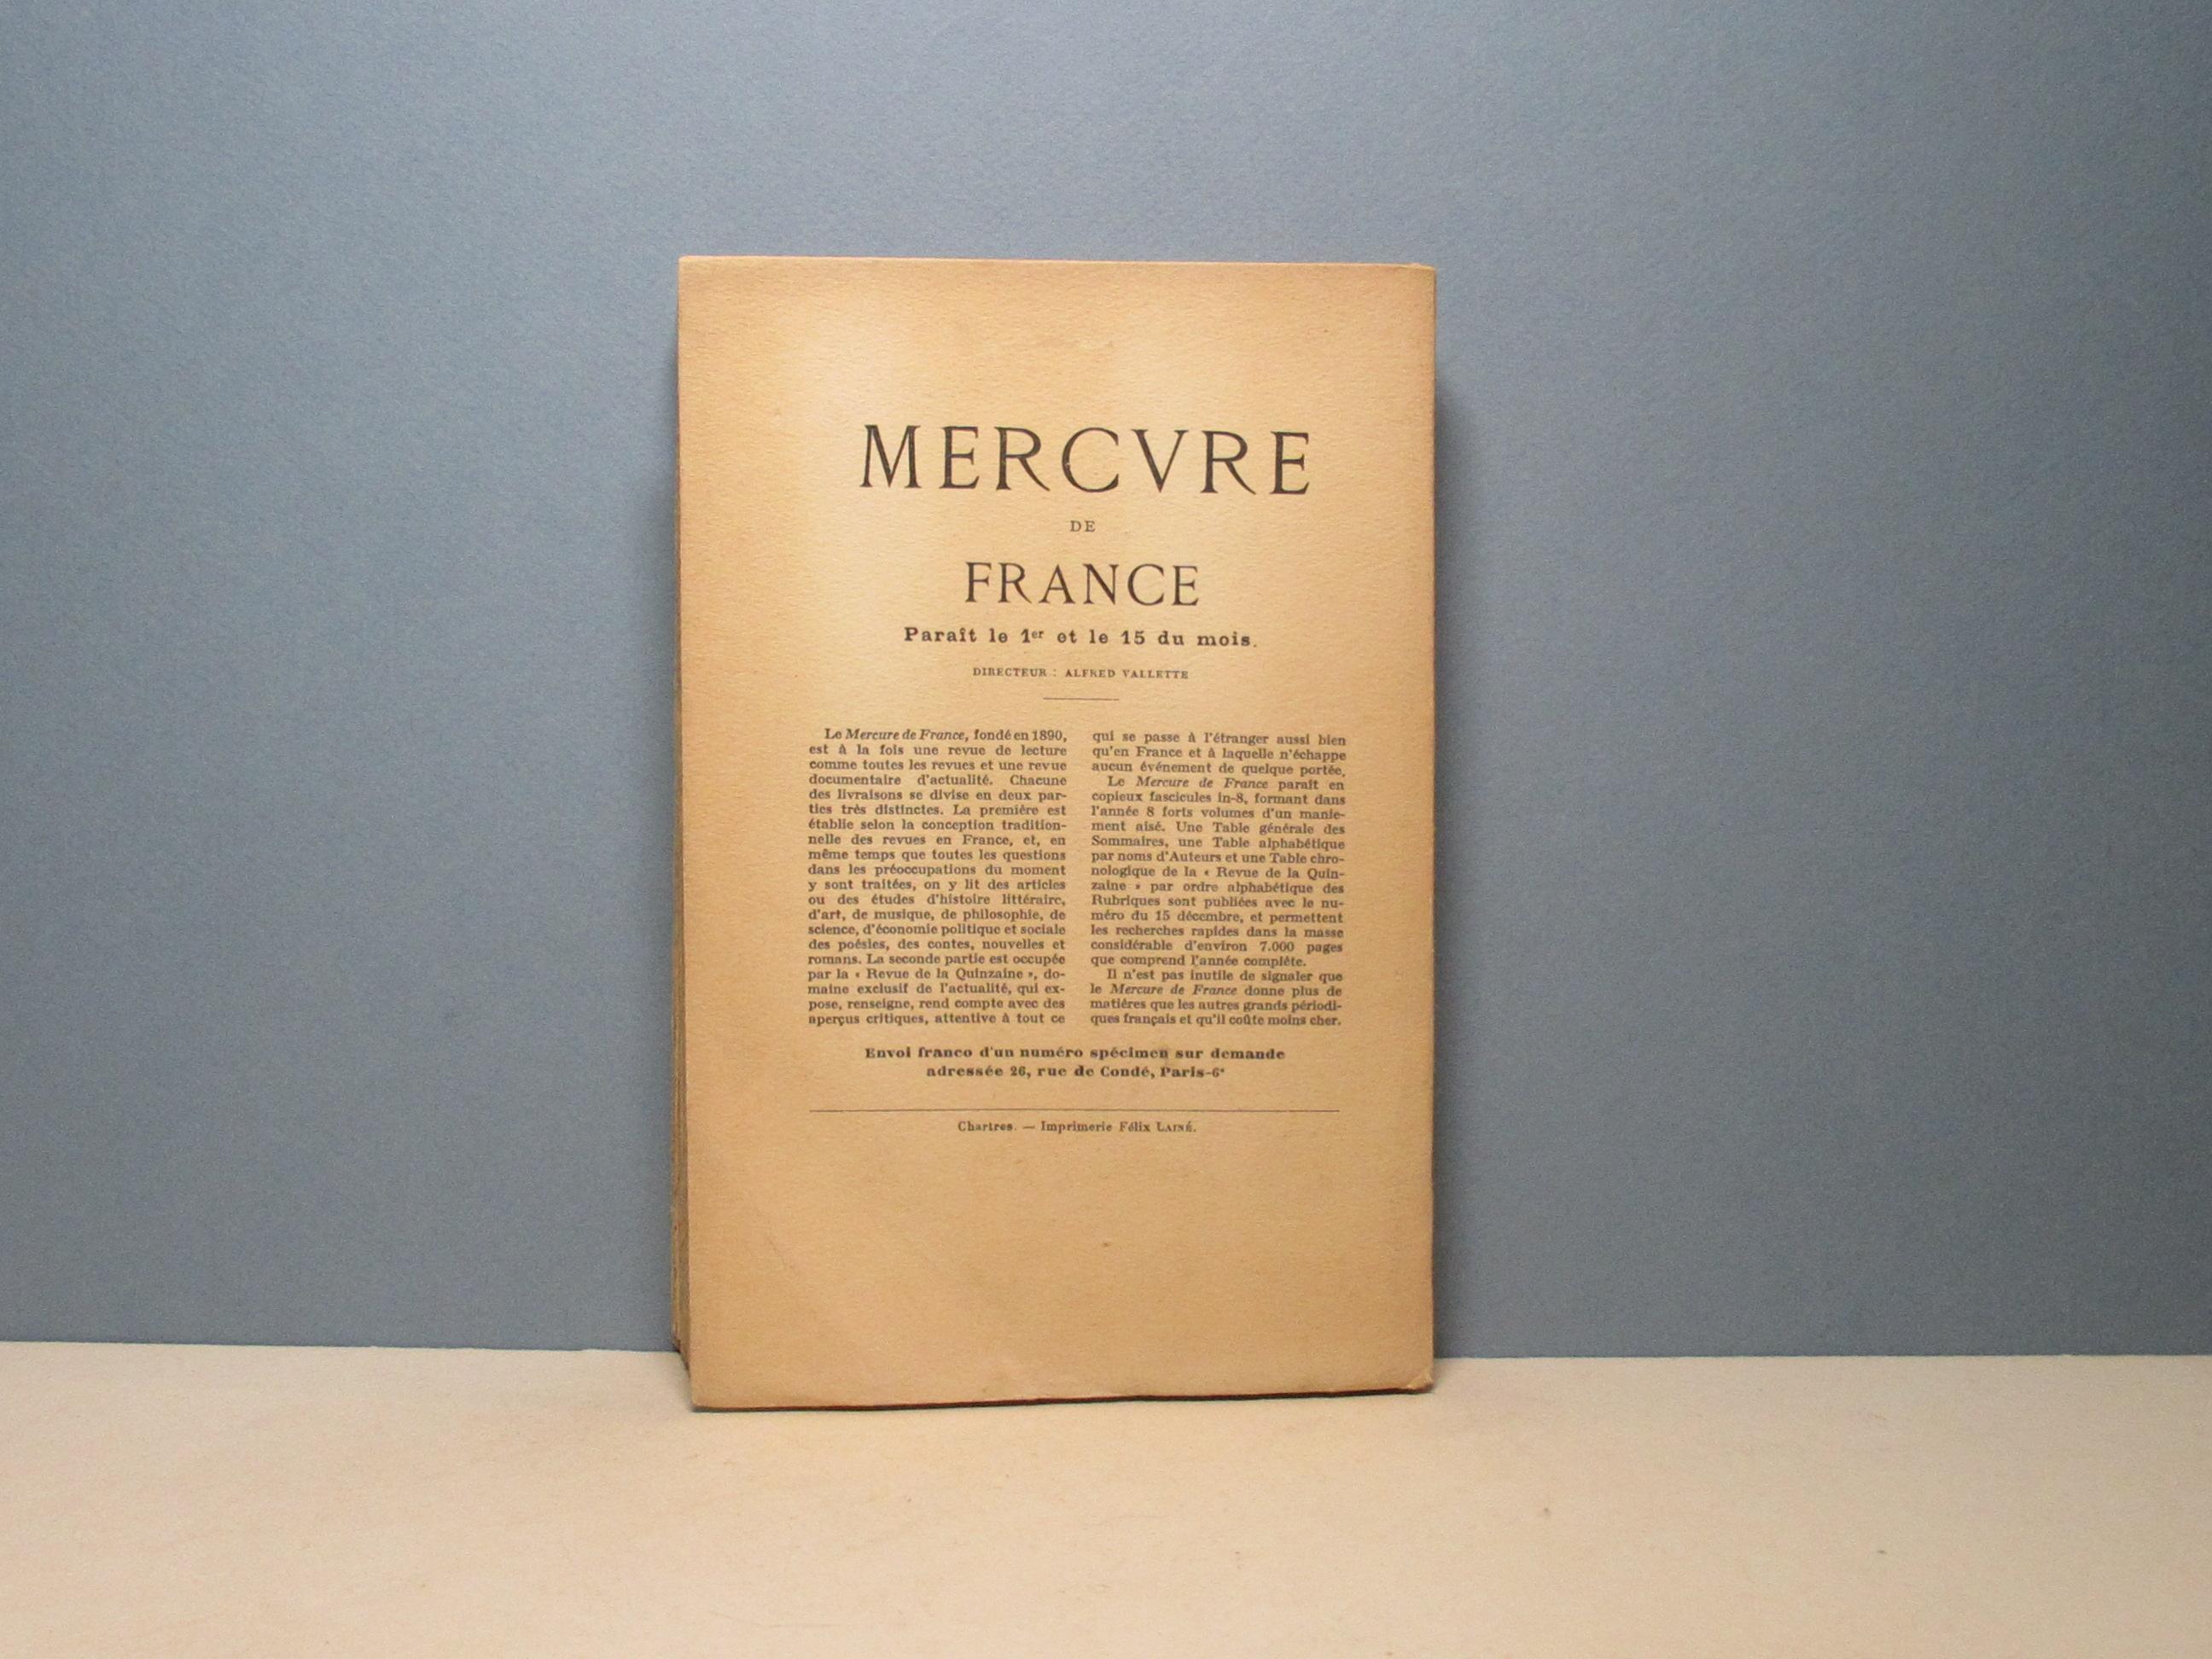 MERCVRE
DE
FRANCE
Paraît le 1er et le 15 du mois.
DIRECTEUR : ALFRED VALLETTE
Le Mercure de France, fondé en 1890,
est à la fois une revue de lecture
comme toutes les revues et une revue
documentaire d'actualité. Chacune
des livraisons se divise en deux par-
ties très distinctes. La première est
établie selon la conception tradition-
nelle des revues en France, et, en
même temps que toutes les questions
dans les préoccupations du moment
y sont traitées, on y lit des articles
ou des études d'histoire littéraire,
d'art, de musique, de philosophie, de
science, d'économie politique et sociale
des poésies, des contes, nouvelles et
romans. La seconde partie est occupée
par la « Revue de la Quinzaine », do-
maine exclusif de l'actualité, qui ex-
pose, renseigne, rend compte avec des
aperçus critiques, attentive à tout ce
qui se passe à l'étranger aussi bien
qu'en France et à laquelle n'échappe
aucun événement de quelque portée.
Le Mercure de France paraît en
copieux fascicules in-8, formant dans
l'année 8 forts volumes d'un manie-
ment aisé. Une Table générale des
Sommaires, une Table alphabétique
par noms d'Auteurs et une Table chro-
nologique de la « Revue de la Quin-
zaine » par ordre alphabétique des
Rubriques sont publiées avec le nu-
méro du 15 décembre, et permettent
les recherches rapides dans la masse
considérable d'environ 7.000 pages
que comprend l'année complète.
Il n'est pas inutile de signaler que
le Mercure de France donne plus de
matières que les autres grands périodi-
ques français et qu'il coûte moins cher.
Envoi franco d'un numéro spécimen sur demande
adressée 26, rue de Condé, Paris-6e
Chartres. — Imprimerie Félix LAINÉ.